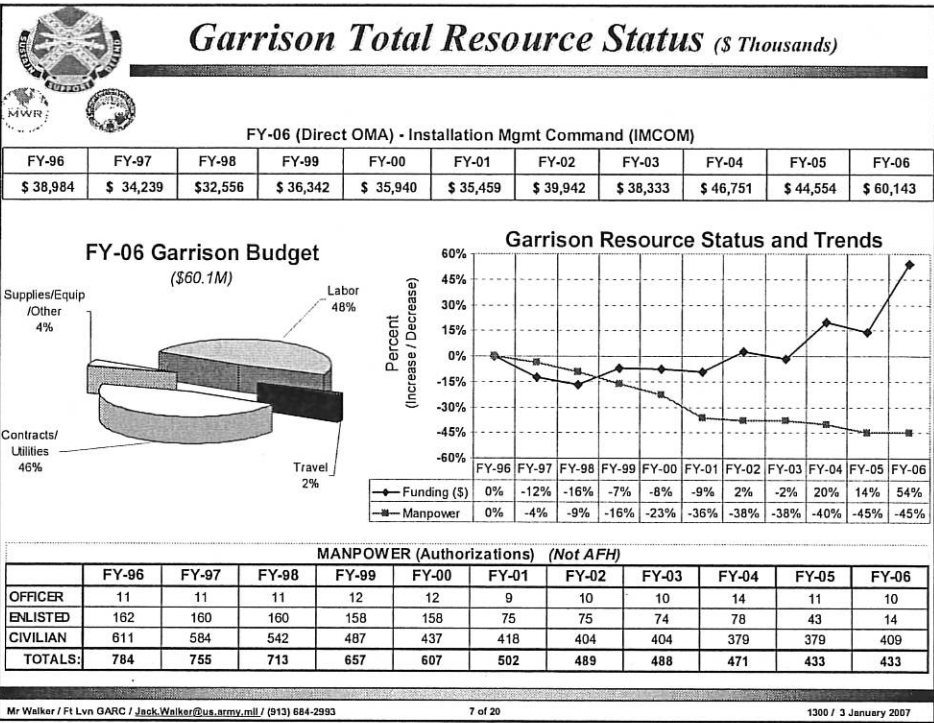 Garrison Total Resource Status ($ Thousands)
SUPPORT
MWR
FY-06 (Direct OMA) - Installation Mgmt Command (IMCOM)
FY-96 FY-97 FY-98 FY-99 FY-00 FY-01 FY-02 FY-03 FY-04 FY-05 FY-06
$ 38,984 $ 34,239 $32,556 $ 36,342 $ 35,940 $ 35,459 $ 39,942 $ 38,333 $ 46,751 $ 44,554 $ 60,143
FY-06 Garrison Budget
($60.1M)
Supplies/Equip
/Other
4%
Labor
48%
Contracts/
Utilities
46%
Travel
2%
Garrison Resource Status and Trends
Percent
(Increase / Decrease)
60%
45%
30%
15%
0%
-15%
-30%
-45%
-60%
FY-96 FY-97 FY-98 FY-99 FY-00 FY-01 FY-02 FY-03 FY-04 FY-05 FY-06
Funding ($) 0% -12% -16% -7% -8% -9% 2% -2% 20% 14% 54%
Manpower 0% -4% -9% -16% -23% -36% -38% -38% -40% -45% -45%
MANPOWER (Authorizations) (Not AFH)
FY-96 FY-97 FY-98 FY-99 FY-00 FY-01 FY-02 FY-03 FY-04 FY-05 FY-06
OFFICER 11 11 11 12 12 9 10 10 14 11 10
ENLISTED 162 160 160 158 158 75 75 74 78 43 14
CIVILIAN 611 584 542 487 437 418 404 404 379 379 409
TOTALS: 784 755 713 657 607 502 489 488 471 433 433
Mr Walker / Ft Lvn GARC / Jack.Walker@us.army.mil / (913) 684-2993 7 of 20 1300 / 3 January 2007